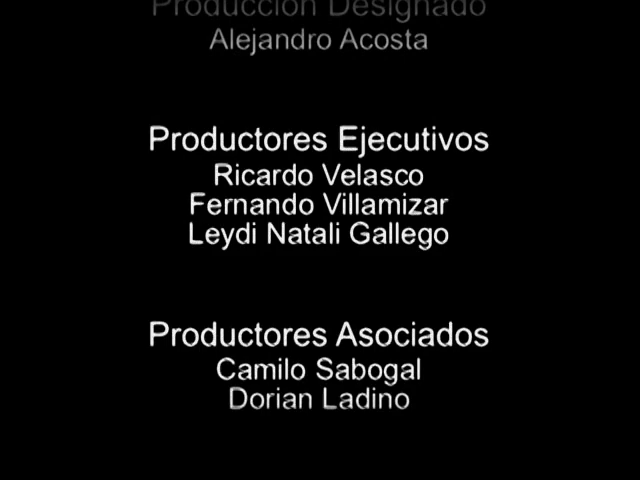 Producción Designado
Alejandro Acosta
Productores Ejecutivos
Ricardo Velasco
Fernando Villamizar
Leydi Natali Gallego
Productores Asociados
Camilo Sabogal
Dorian Ladino